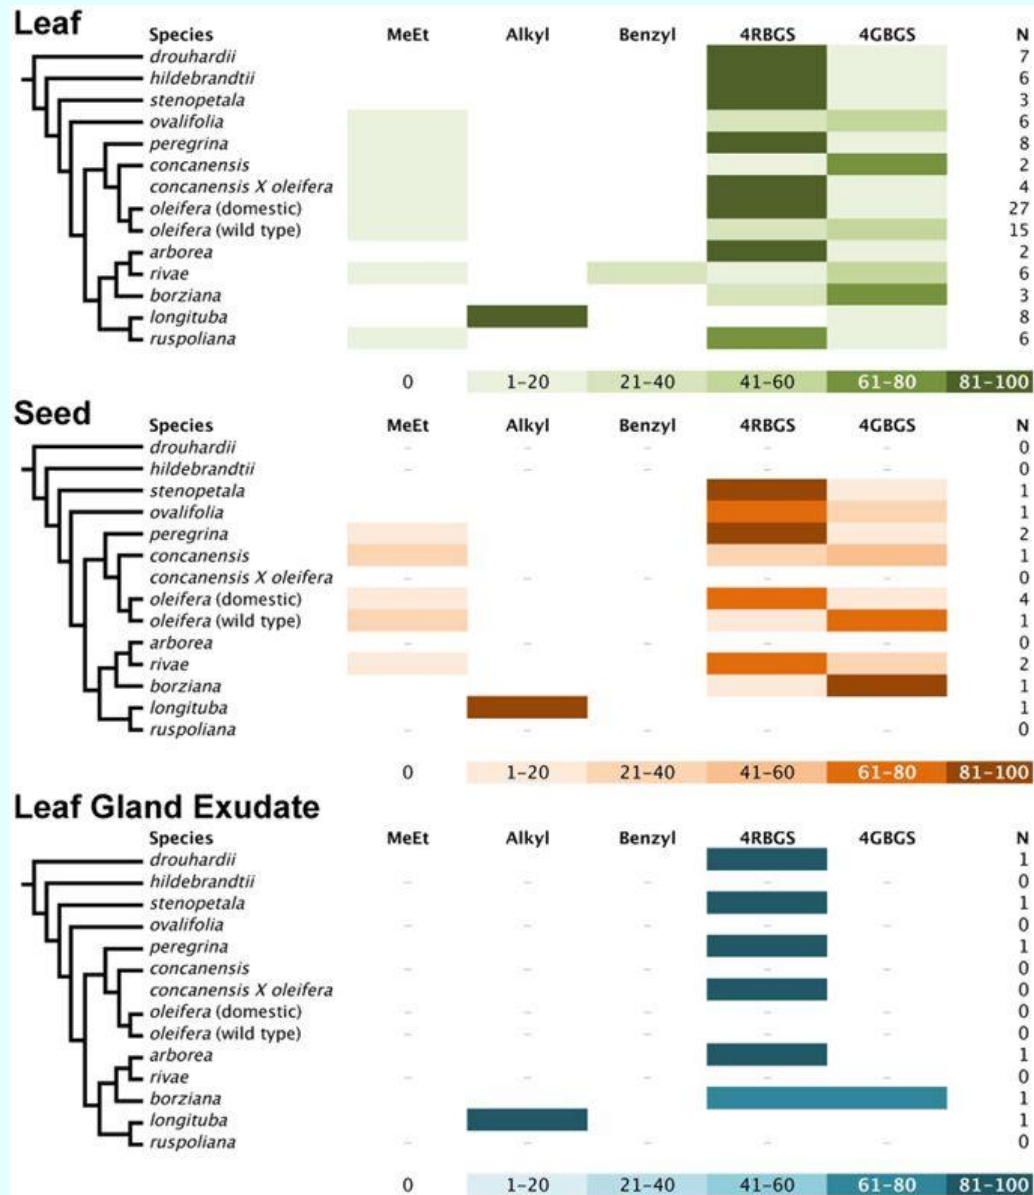 Leaf
Species MeEt Alkyl Benzyl 4RBGS 4GBGS N
drouhardii 7
hildebrandtii 6
stenopetala 3
ovalifolia 6
peregrina 8
concanensis 2
concanensis X oleifera 4
oleifera (domestic) 27
oleifera (wild type) 15
arborea 2
rivae 6
borziana 3
longituba 8
ruspoliana 6
0 1–20 21–40 41–60 61–80 81–100
Seed
Species MeEt Alkyl Benzyl 4RBGS 4GBGS N
drouhardii – – – – – 0
hildebrandtii – – – – – 0
stenopetala 1
ovalifolia 1
peregrina 2
concanensis 1
concanensis X oleifera – – – – – 0
oleifera (domestic) 4
oleifera (wild type) 1
arborea – – – – – 0
rivae 2
borziana 1
longituba 1
ruspoliana – – – – – 0
0 1–20 21–40 41–60 61–80 81–100
Leaf Gland Exudate
Species MeEt Alkyl Benzyl 4RBGS 4GBGS N
drouhardii 1
hildebrandtii – – – – – 0
stenopetala 1
ovalifolia – – – – – 0
peregrina 1
concanensis – – – – – 0
concanensis X oleifera 0
oleifera (domestic) – – – – – 0
oleifera (wild type) – – – – – 0
arborea 1
rivae – – – – – 0
borziana 1
longituba 1
ruspoliana – – – – – 0
0 1–20 21–40 41–60 61–80 81–100